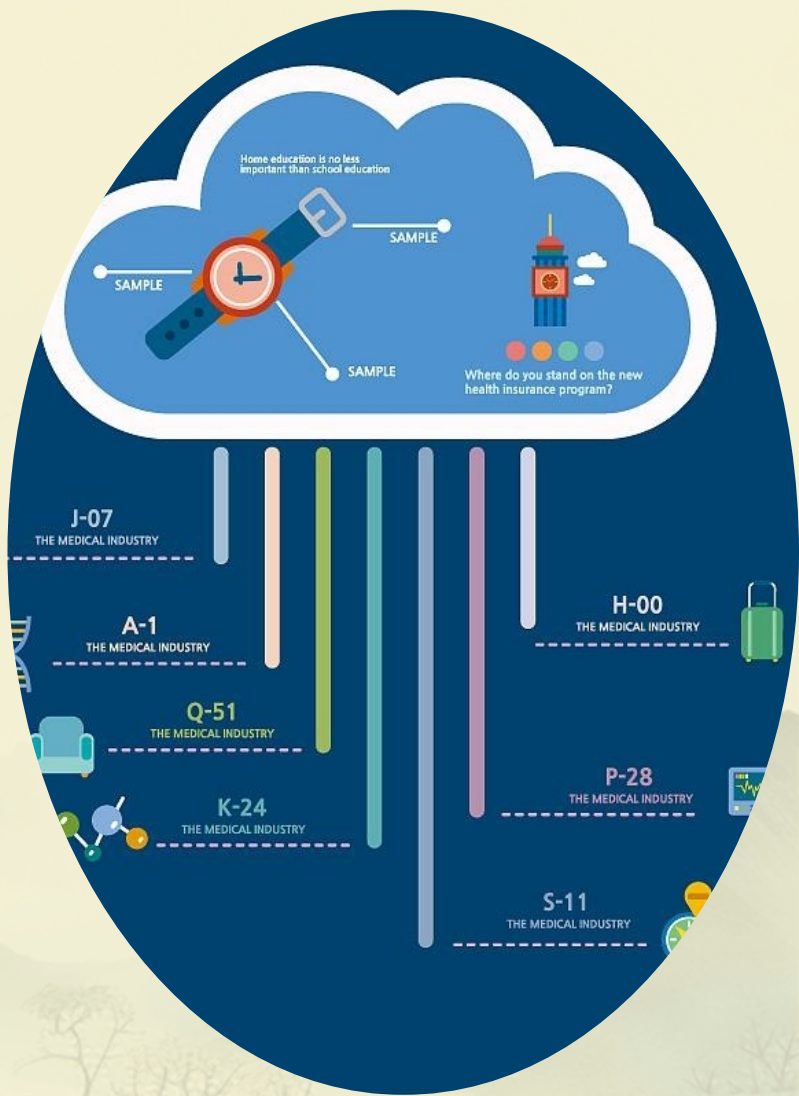 Home education is no less
important than school education
SAMPLE
SAMPLE
SAMPLE
Where do you stand on the new
health insurance program?
J-07
THE MEDICAL INDUSTRY
H-00
THE MEDICAL INDUSTRY
A-1
THE MEDICAL INDUSTRY
Q-51
THE MEDICAL INDUSTRY
P-28
THE MEDICAL INDUSTRY
K-24
THE MEDICAL INDUSTRY
S-11
THE MEDICAL INDUSTRY